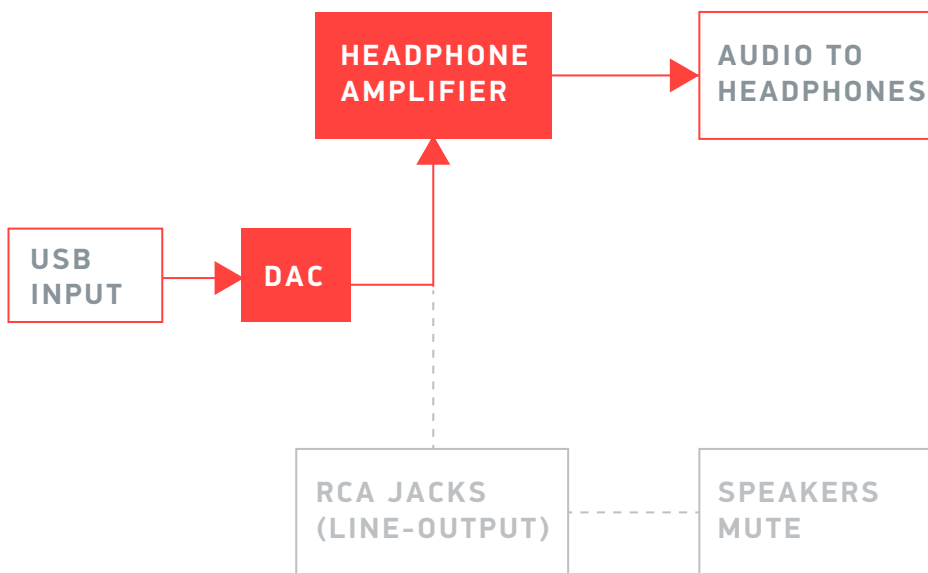 HEADPHONE
AMPLIFIER
AUDIO TO
HEADPHONES
USB
INPUT
DAC
RCA JACKS
(LINE-OUTPUT)
SPEAKERS
MUTE